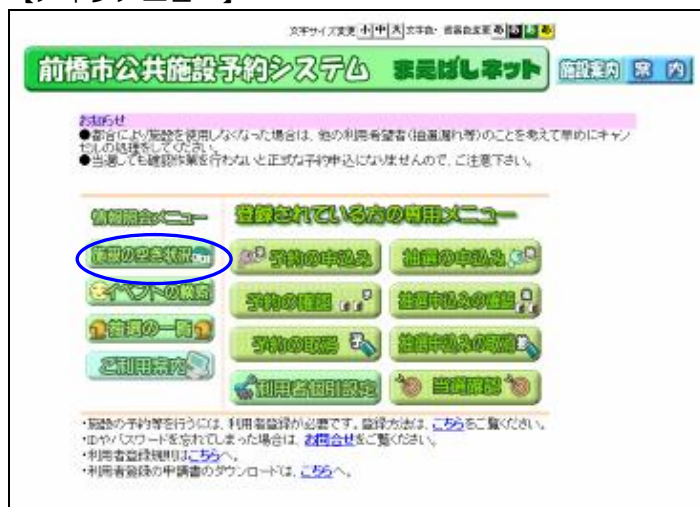 【メインメニュー】
文字サイズ変更 小 中 大 文字色・背景色変更 あ あ あ あ
前橋市公共施設予約システム まえばしネット 施設案内 案内
お知らせ
●都合により施設を使用しなくなった場合は、他の利用希望者(抽選漏れ等)のことを考えて早めにキャン
セルの処理をしてください。
●当選しても確認作業を行わないと正式な予約申込になりませんので、ご注意下さい。
情報照会メニュー 登録されている方の専用メニュー
施設の空き状況 予約の申込み 抽選の申込み
イベントの検索 予約の確認 抽選申込みの確認
抽選の一覧 予約の取消 抽選申込みの取消
ご利用案内 利用者個別設定 当選確認
・施設の予約等を行うには、利用者登録が必要です。登録方法は、こちらをご覧ください。
・IDやパスワードを忘れてしまった場合は、お問合せをご覧ください。
・利用者登録規則はこちらへ。
・利用者登録の申請書のダウンロードは、こちらへ。